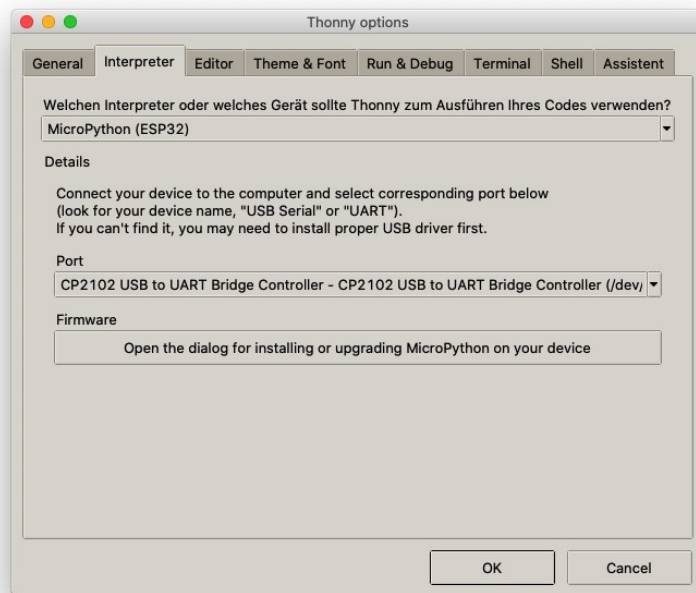 Thonny options
General Interpreter Editor Theme & Font Run & Debug Terminal Shell Assistent
Welchen Interpreter oder welches Gerät sollte Thonny zum Ausführen Ihres Codes verwenden?
MicroPython (ESP32)
Details
Connect your device to the computer and select corresponding port below
(look for your device name, "USB Serial" or "UART").
If you can't find it, you may need to install proper USB driver first.
Port
CP2102 USB to UART Bridge Controller - CP2102 USB to UART Bridge Controller (/dev/
Firmware
Open the dialog for installing or upgrading MicroPython on your device
OK Cancel